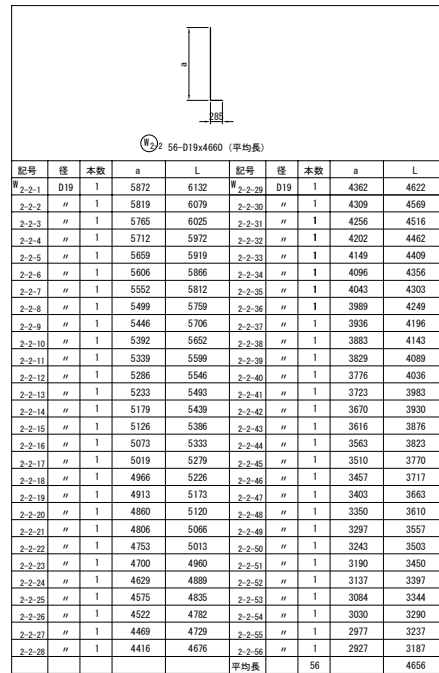 a
285
W2-2 56-D19x4660 (平均長)
記号 径 本数 a L 記号 径 本数 a L
W2-2-1 D19 1 5872 6132 W2-2-29 D19 1 4362 4622
2-2-2 〃 1 5819 6079 2-2-30 〃 1 4309 4569
2-2-3 〃 1 5765 6025 2-2-31 〃 1 4256 4516
2-2-4 〃 1 5712 5972 2-2-32 〃 1 4202 4462
2-2-5 〃 1 5659 5919 2-2-33 〃 1 4149 4409
2-2-6 〃 1 5606 5866 2-2-34 〃 1 4096 4356
2-2-7 〃 1 5552 5812 2-2-35 〃 1 4043 4303
2-2-8 〃 1 5499 5759 2-2-36 〃 1 3989 4249
2-2-9 〃 1 5446 5706 2-2-37 〃 1 3936 4196
2-2-10 〃 1 5392 5652 2-2-38 〃 1 3883 4143
2-2-11 〃 1 5339 5599 2-2-39 〃 1 3829 4089
2-2-12 〃 1 5286 5546 2-2-40 〃 1 3776 4036
2-2-13 〃 1 5233 5493 2-2-41 〃 1 3723 3983
2-2-14 〃 1 5179 5439 2-2-42 〃 1 3670 3930
2-2-15 〃 1 5126 5386 2-2-43 〃 1 3616 3876
2-2-16 〃 1 5073 5333 2-2-44 〃 1 3563 3823
2-2-17 〃 1 5019 5279 2-2-45 〃 1 3510 3770
2-2-18 〃 1 4966 5226 2-2-46 〃 1 3457 3717
2-2-19 〃 1 4913 5173 2-2-47 〃 1 3403 3663
2-2-20 〃 1 4860 5120 2-2-48 〃 1 3350 3610
2-2-21 〃 1 4806 5066 2-2-49 〃 1 3297 3557
2-2-22 〃 1 4753 5013 2-2-50 〃 1 3243 3503
2-2-23 〃 1 4700 4960 2-2-51 〃 1 3190 3450
2-2-24 〃 1 4629 4889 2-2-52 〃 1 3137 3397
2-2-25 〃 1 4575 4835 2-2-53 〃 1 3084 3344
2-2-26 〃 1 4522 4782 2-2-54 〃 1 3030 3290
2-2-27 〃 1 4469 4729 2-2-55 〃 1 2977 3237
2-2-28 〃 1 4416 4676 2-2-56 〃 1 2927 3187
平均長 56 4656